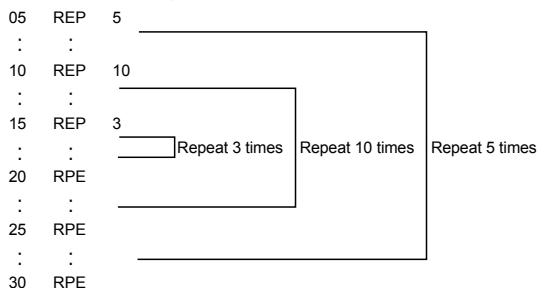 05 REP 5
: :
10 REP 10
: :
15 REP 3
: : Repeat 3 times Repeat 10 times Repeat 5 times
20 RPE
: :
25 RPE
: :
30 RPE